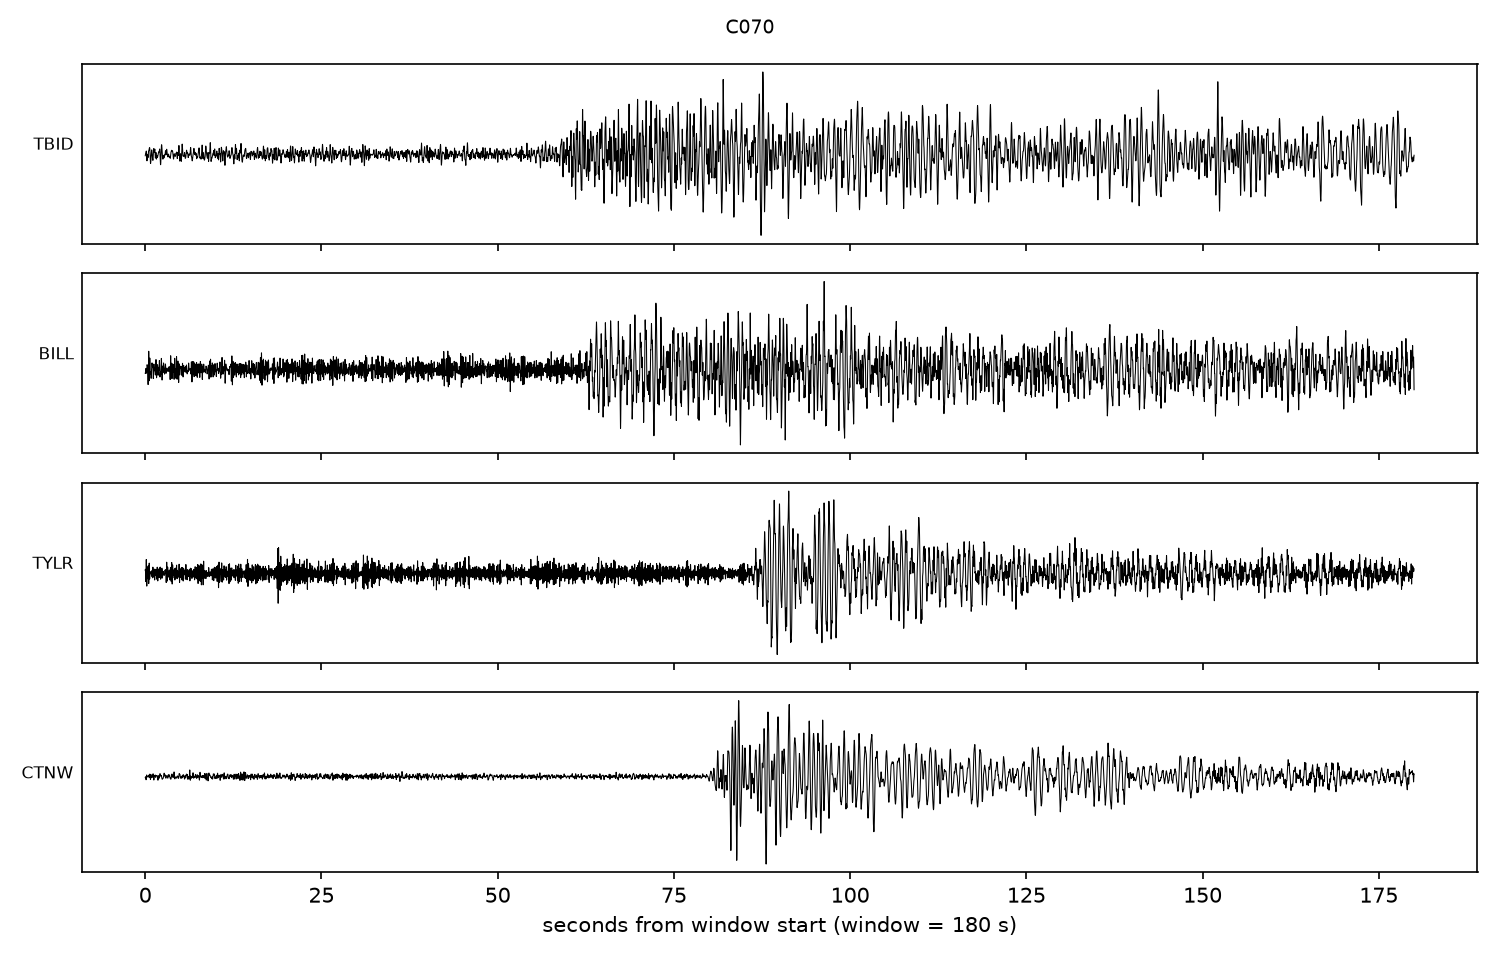 C070
TBID
BILL
TYLR
CTNW
0 25 50 75 100 125 150 175
seconds from window start (window = 180 s)